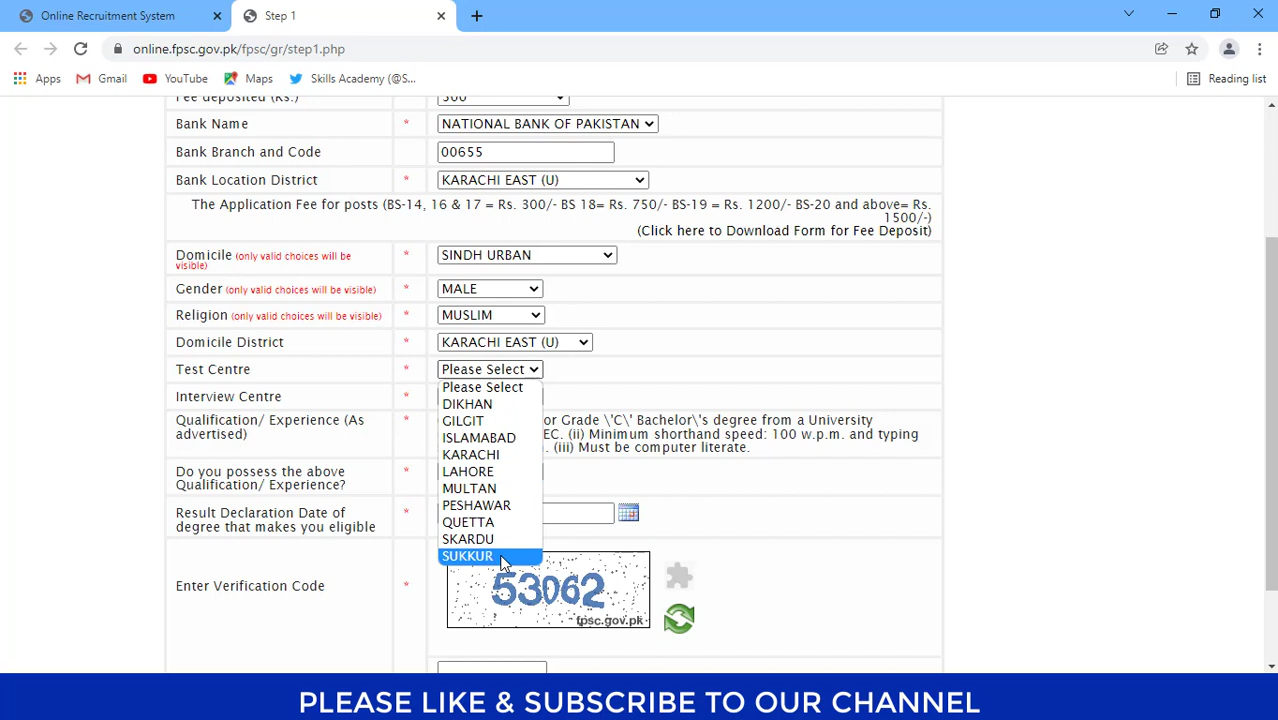 Online Recruitment System
Step 1
online.fpsc.gov.pk/fpsc/gr/step1.php
Apps Gmail YouTube Maps Skills Academy (@S... Reading list
Fee deposited (Rs.) * 300
Bank Name * NATIONAL BANK OF PAKISTAN
Bank Branch and Code 00655
Bank Location District * KARACHI EAST (U)
The Application Fee for posts (BS-14, 16 & 17 = Rs. 300/- BS 18= Rs. 750/- BS-19 = Rs. 1200/- BS-20 and above= Rs.
1500/-)
(Click here to Download Form for Fee Deposit)
Domicile (only valid choices will be
visible) * SINDH URBAN
Gender (only valid choices will be visible) * MALE
Religion (only valid choices will be visible) * MUSLIM
Domicile District * KARACHI EAST (U)
Test Centre * Please Select
Please Select
DIKHAN
GILGIT
ISLAMABAD
KARACHI
LAHORE
MULTAN
PESHAWAR
QUETTA
SKARDU
SUKKUR
Interview Centre *
Qualification/ Experience (As
advertised) *
or Grade \'C\' Bachelor\'s degree from a University
EC. (ii) Minimum shorthand speed: 100 w.p.m. and typing
(iii) Must be computer literate.
Do you possess the above
Qualification/ Experience? *
Result Declaration Date of
degree that makes you eligible *
Enter Verification Code *
53062
fpsc.gov.pk
PLEASE LIKE & SUBSCRIBE TO OUR CHANNEL